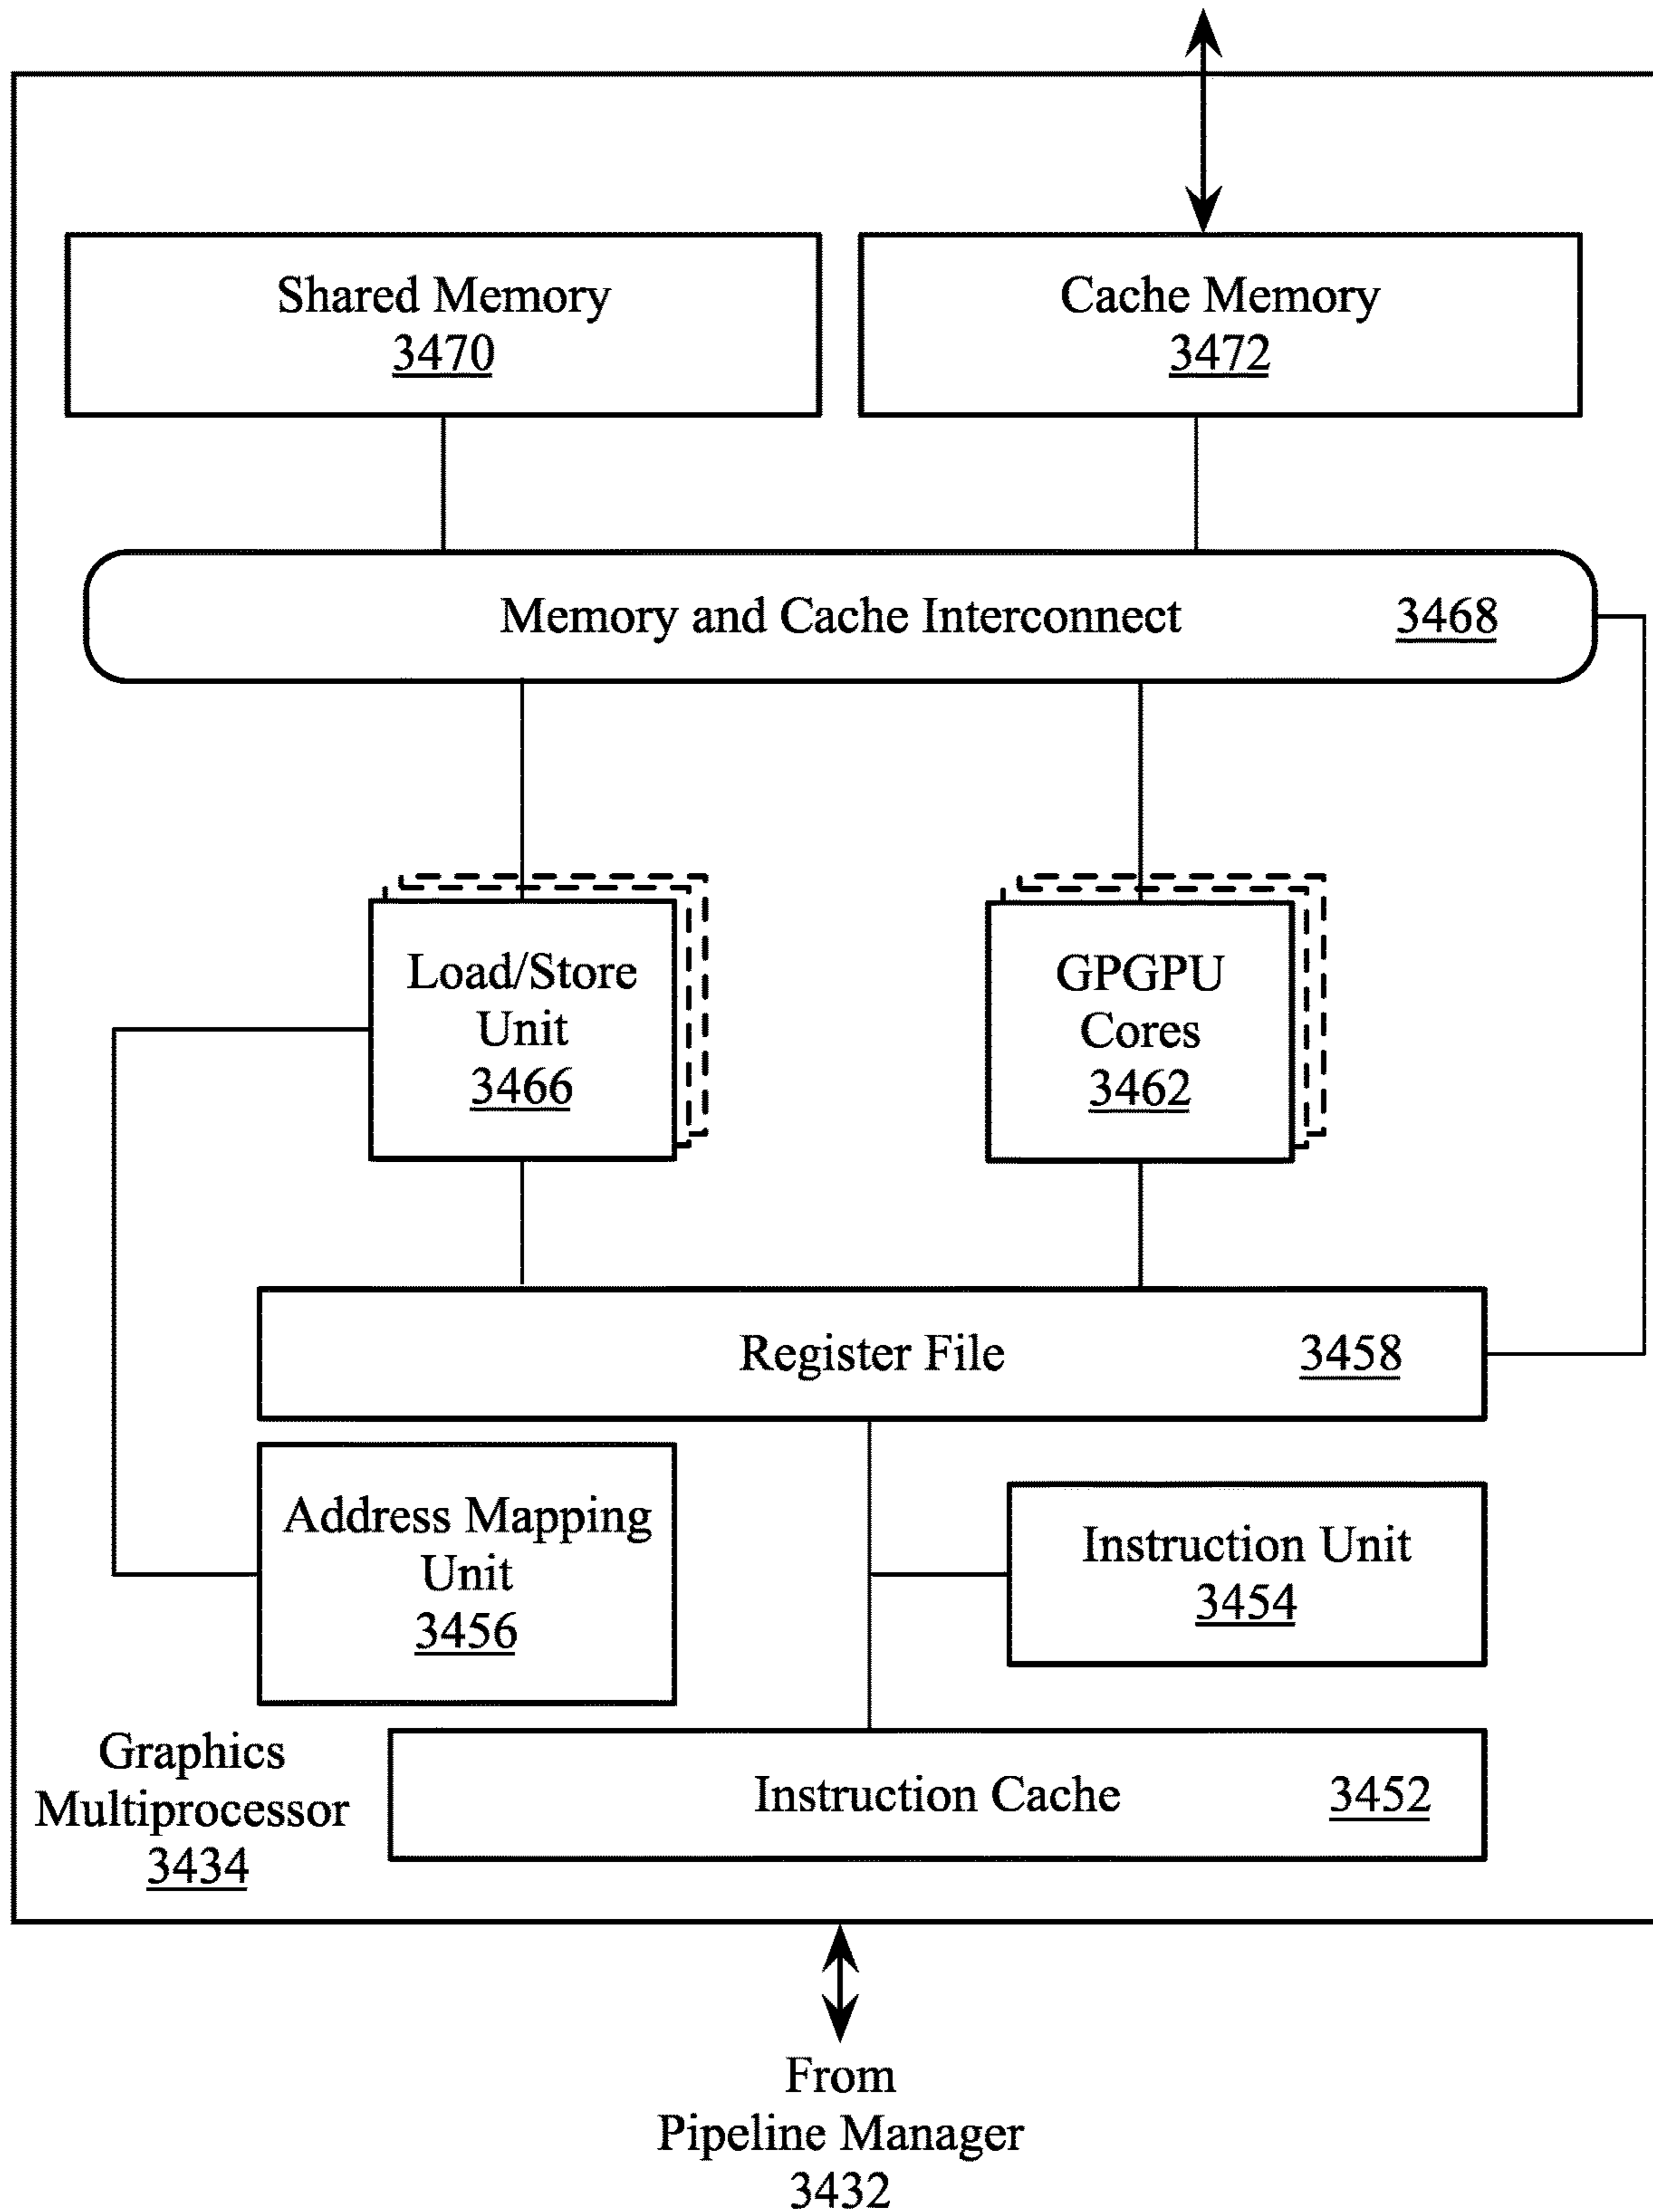 Shared Memory
3470
Cache Memory
3472
Memory and Cache Interconnect 3468
Load/Store
Unit
3466
GPGPU
Cores
3462
Register File 3458
Address Mapping
Unit
3456
Instruction Unit
3454
Graphics
Multiprocessor
3434
Instruction Cache 3452
From
Pipeline Manager
3432